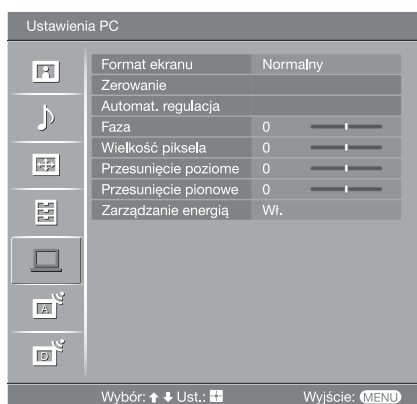 Ustawienia PC
Format ekranu Normalny
Zerowanie
Automat. regulacja
Faza 0
Wielkość piksela 0
Przesunięcie poziome 0
Przesunięcie pionowe 0
Zarządzanie energią Wł.
A
D
Wybór: Ust.: Wyjście: MENU